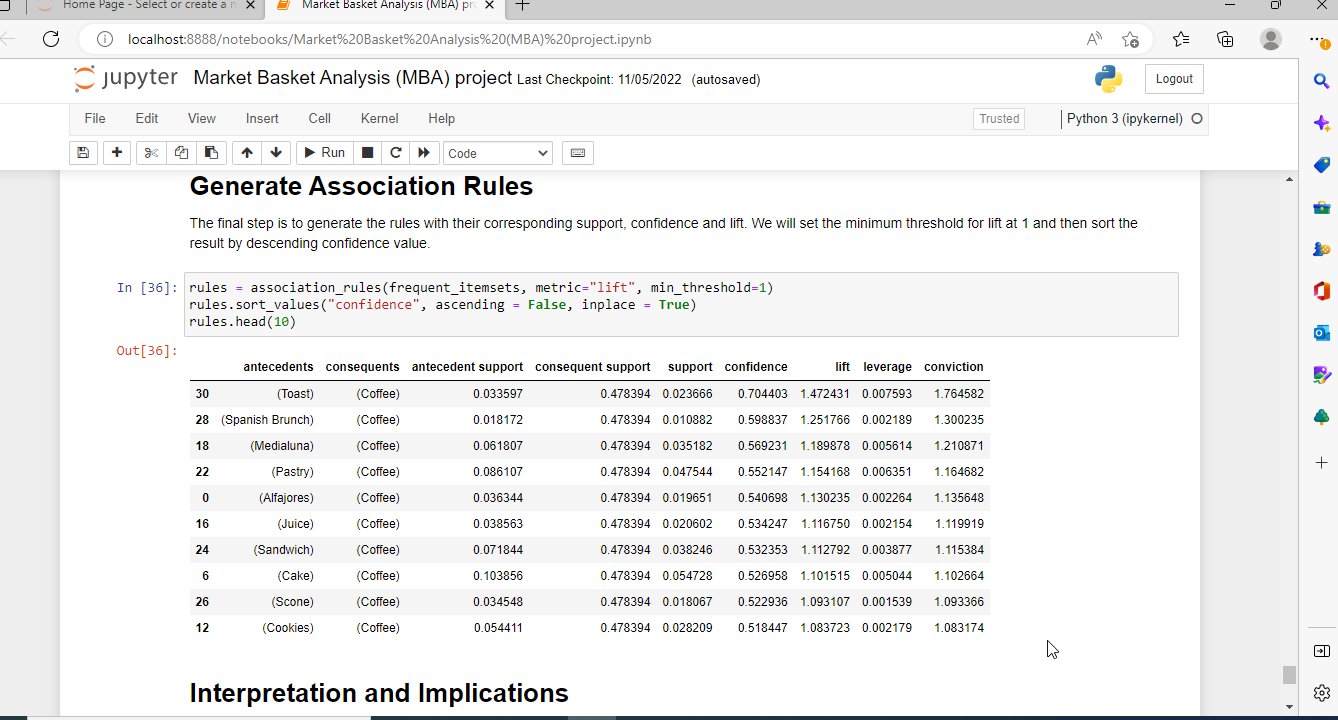 Home Page - Select or create a n
Market Basket Analysis (MBA) pr
localhost:8888/notebooks/Market%20Basket%20Analysis%20(MBA)%20project.ipynb
jupyter Market Basket Analysis (MBA) project Last Checkpoint: 11/05/2022 (autosaved)
Logout
File Edit View Insert Cell Kernel Help
Trusted
Python 3 (ipykernel)
Run
Code
Generate Association Rules
The final step is to generate the rules with their corresponding support, confidence and lift. We will set the minimum threshold for lift at 1 and then sort the
result by descending confidence value.
In [36]: rules = association_rules(frequent_itemsets, metric="lift", min_threshold=1)
rules.sort_values("confidence", ascending = False, inplace = True)
rules.head(10)
Out[36]:
antecedents consequents antecedent support consequent support support confidence lift leverage conviction
30 (Toast) (Coffee) 0.033597 0.478394 0.023666 0.704403 1.472431 0.007593 1.764582
28 (Spanish Brunch) (Coffee) 0.018172 0.478394 0.010882 0.598837 1.251766 0.002189 1.300235
18 (Medialuna) (Coffee) 0.061807 0.478394 0.035182 0.569231 1.189878 0.005614 1.210871
22 (Pastry) (Coffee) 0.086107 0.478394 0.047544 0.552147 1.154168 0.006351 1.164682
0 (Alfajores) (Coffee) 0.036344 0.478394 0.019651 0.540698 1.130235 0.002264 1.135648
16 (Juice) (Coffee) 0.038563 0.478394 0.020602 0.534247 1.116750 0.002154 1.119919
24 (Sandwich) (Coffee) 0.071844 0.478394 0.038246 0.532353 1.112792 0.003877 1.115384
6 (Cake) (Coffee) 0.103856 0.478394 0.054728 0.526958 1.101515 0.005044 1.102664
26 (Scone) (Coffee) 0.034548 0.478394 0.018067 0.522936 1.093107 0.001539 1.093366
12 (Cookies) (Coffee) 0.054411 0.478394 0.028209 0.518447 1.083723 0.002179 1.083174
Interpretation and Implications